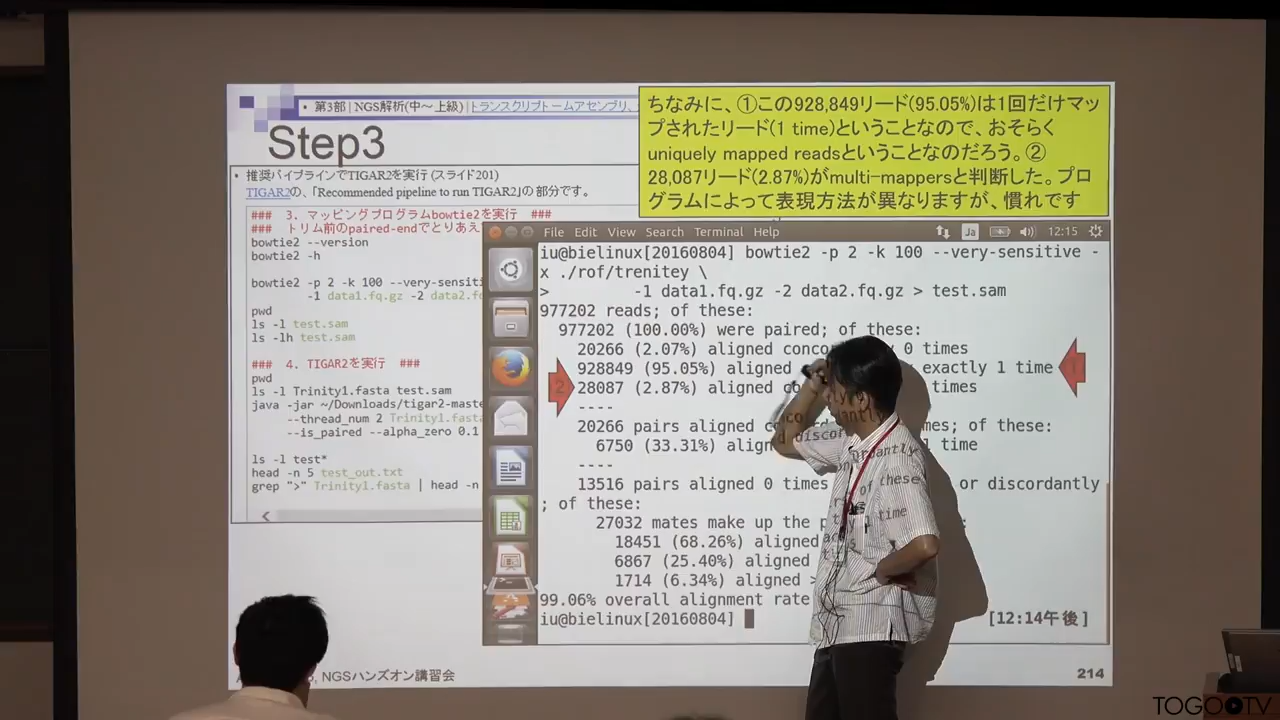 • 第3部 | NGS解析(中～上級) | トランスクリプトームアセンブリ、
Step3
ちなみに、①この928,849リード(95.05%)は1回だけマッ
プされたリード(1 time)ということなので、おそらく
uniquely mapped readsということなのだろう。②
28,087リード(2.87%)がmulti-mappersと判断した。プロ
グラムによって表現方法が異なりますが、慣れです
• 推奨パイプラインでTIGAR2を実行 (スライド201)
TIGAR2の、「Recommended pipeline to run TIGAR2」の部分です。
### 3. マッピングプログラムbowtie2を実行 ###
### トリム前のpaired-endでとりあえ
bowtie2 --version
bowtie2 -h
bowtie2 -p 2 -k 100 --very-sensiti
-1 data1.fq.gz -2 data2.fq
pwd
ls -l test.sam
ls -lh test.sam
### 4. TIGAR2を実行 ###
pwd
ls -l Trinity1.fasta test.sam
java -jar ~/Downloads/tigar2-maste
--thread_num 2 Trinity1.fasta
--is_paired --alpha_zero 0.1
ls -l test*
head -n 5 test_out.txt
grep ">" Trinity1.fasta | head -n
File Edit View Search Terminal Help
Ja 12:15
iu@bielinux[20160804] bowtie2 -p 2 -k 100 --very-sensitive -
x ./rof/trenitey \
> -1 data1.fq.gz -2 data2.fq.gz > test.sam
977202 reads; of these:
977202 (100.00%) were paired; of these:
20266 (2.07%) aligned 0 times
928849 (95.05%) aligned exactly 1 time
28087 (2.87%) aligned times
----
20266 pairs aligned of these:
6750 (33.31%) 1 time
----
13516 pairs aligned 0 times or discordantly
; of these:
27032 mates make up the
18451 (68.26%) aligned
6867 (25.40%) aligned
1714 (6.34%) aligned
99.06% overall alignment rate
iu@bielinux[20160804] [12:14午後]
1
2
NGSハンズオン講習会
214
TOGOTV